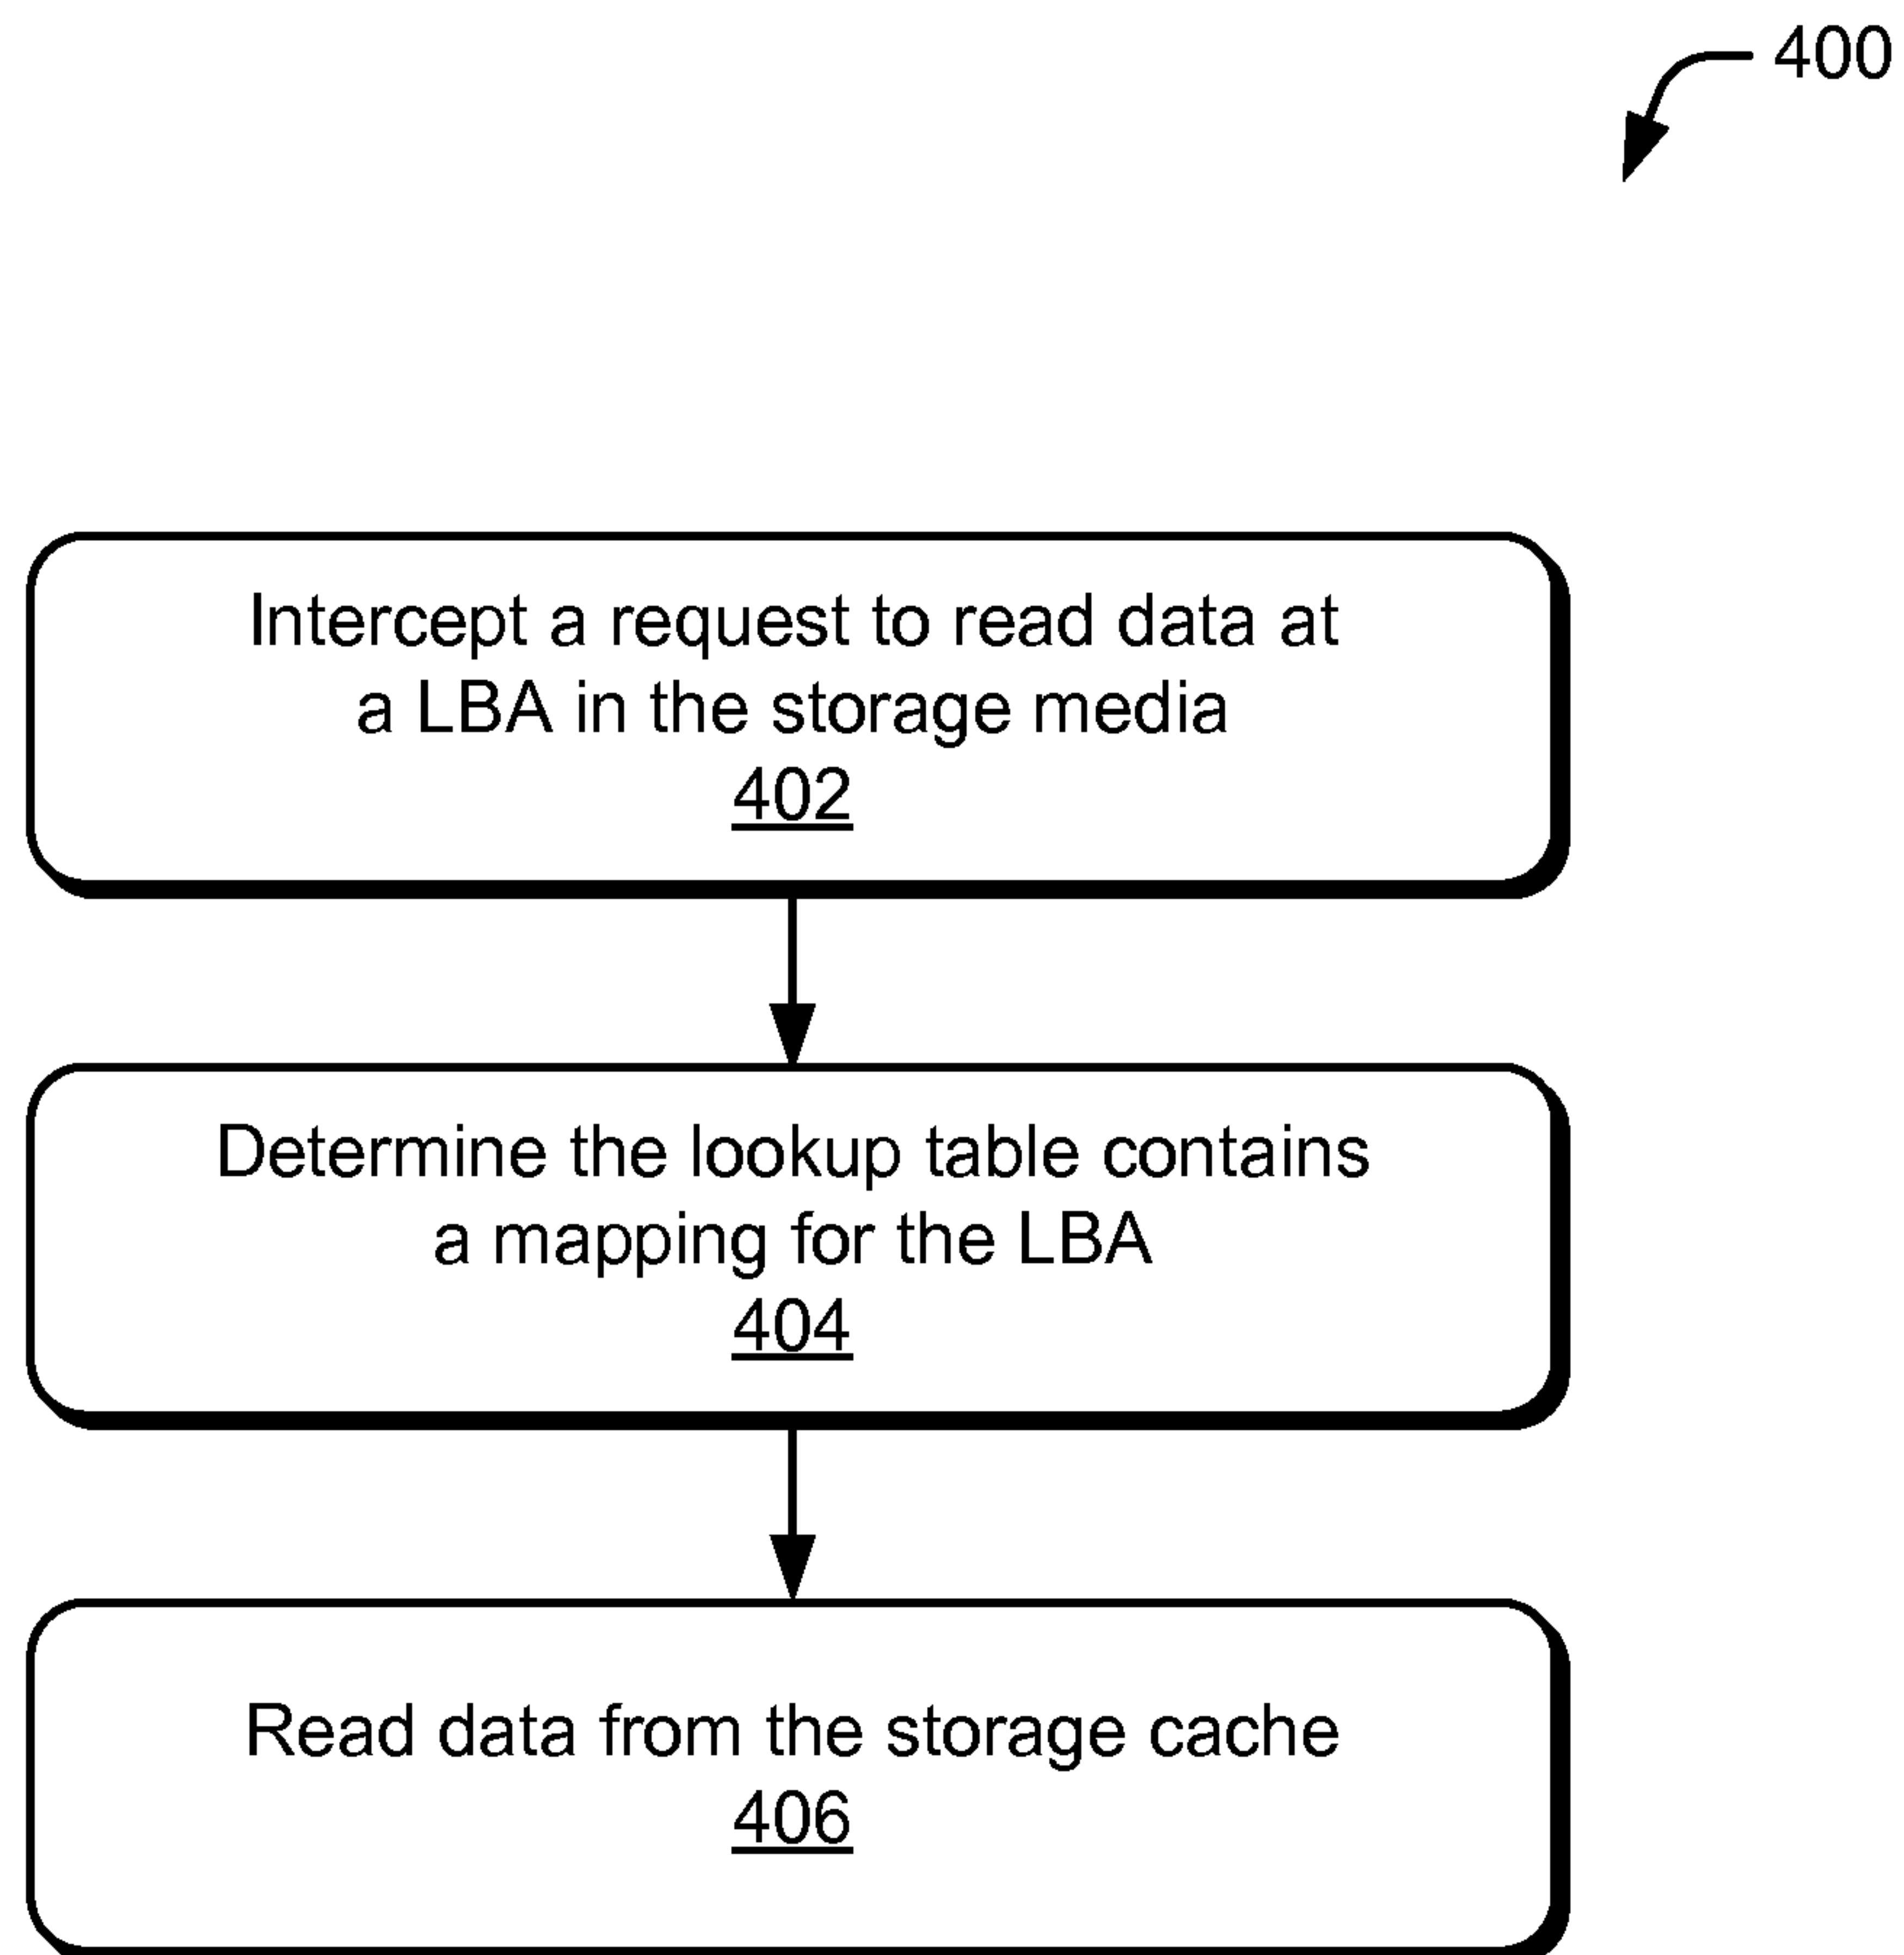 400
Intercept a request to read data at
a LBA in the storage media
402
Determine the lookup table contains
a mapping for the LBA
404
Read data from the storage cache
406